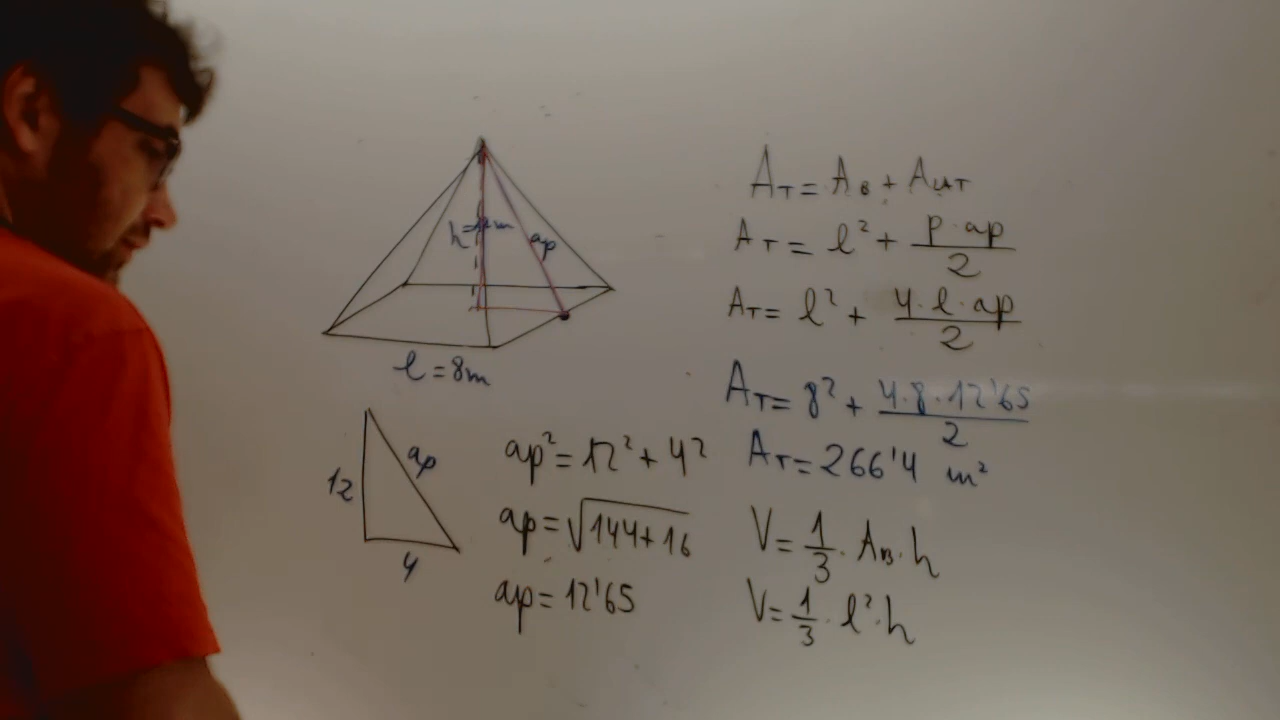 h=12m
ap
l=8m
12
ap
4
ap²=12²+4²
ap=√144+16
ap=12'65
A_T=A_B+A_LAT
A_T=l²+p·ap/2
A_T=l²+4·l·ap/2
A_T=8²+4·8·12'65/2
A_T=266'4 m²
V=1/3·A_B·h
V=1/3·l²·h